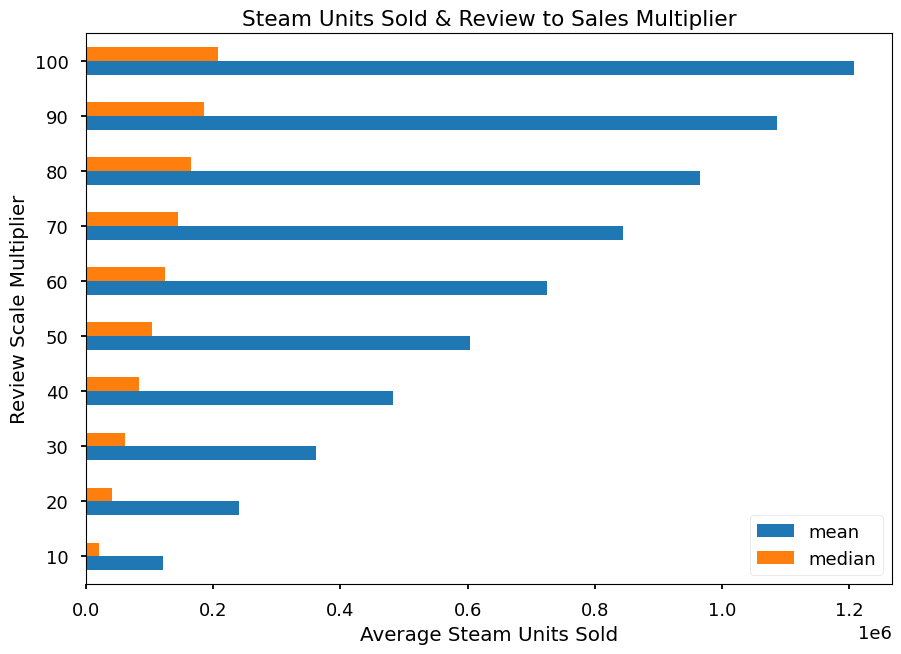 Steam Units Sold & Review to Sales Multiplier
Review Scale Multiplier
100
90
80
70
60
50
40
30
20
10
mean
median
0.0 0.2 0.4 0.6 0.8 1.0 1.2
1e6
Average Steam Units Sold